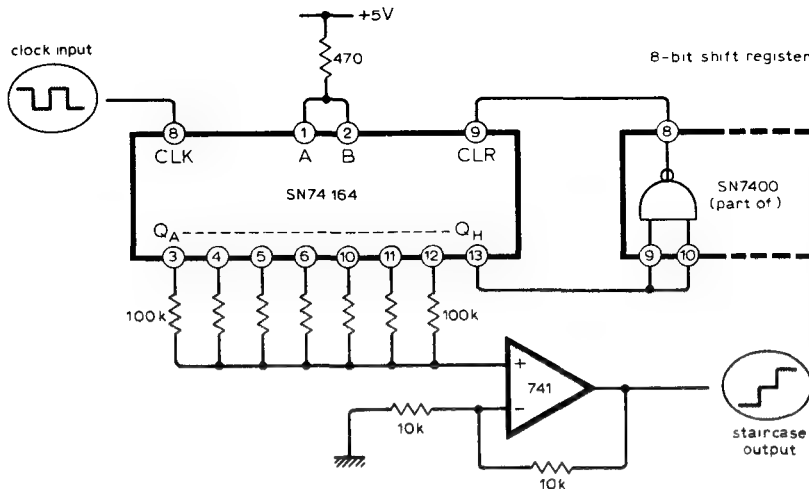 +5V
clock input
470
8-bit shift register
8
1
2
9
8
CLK
A
B
CLR
SN74 164
SN7400
(part of)
QA
QH
3
4
5
6
10
11
12
13
9
10
100k
100k
+
741
−
10k
10k
staircase
output